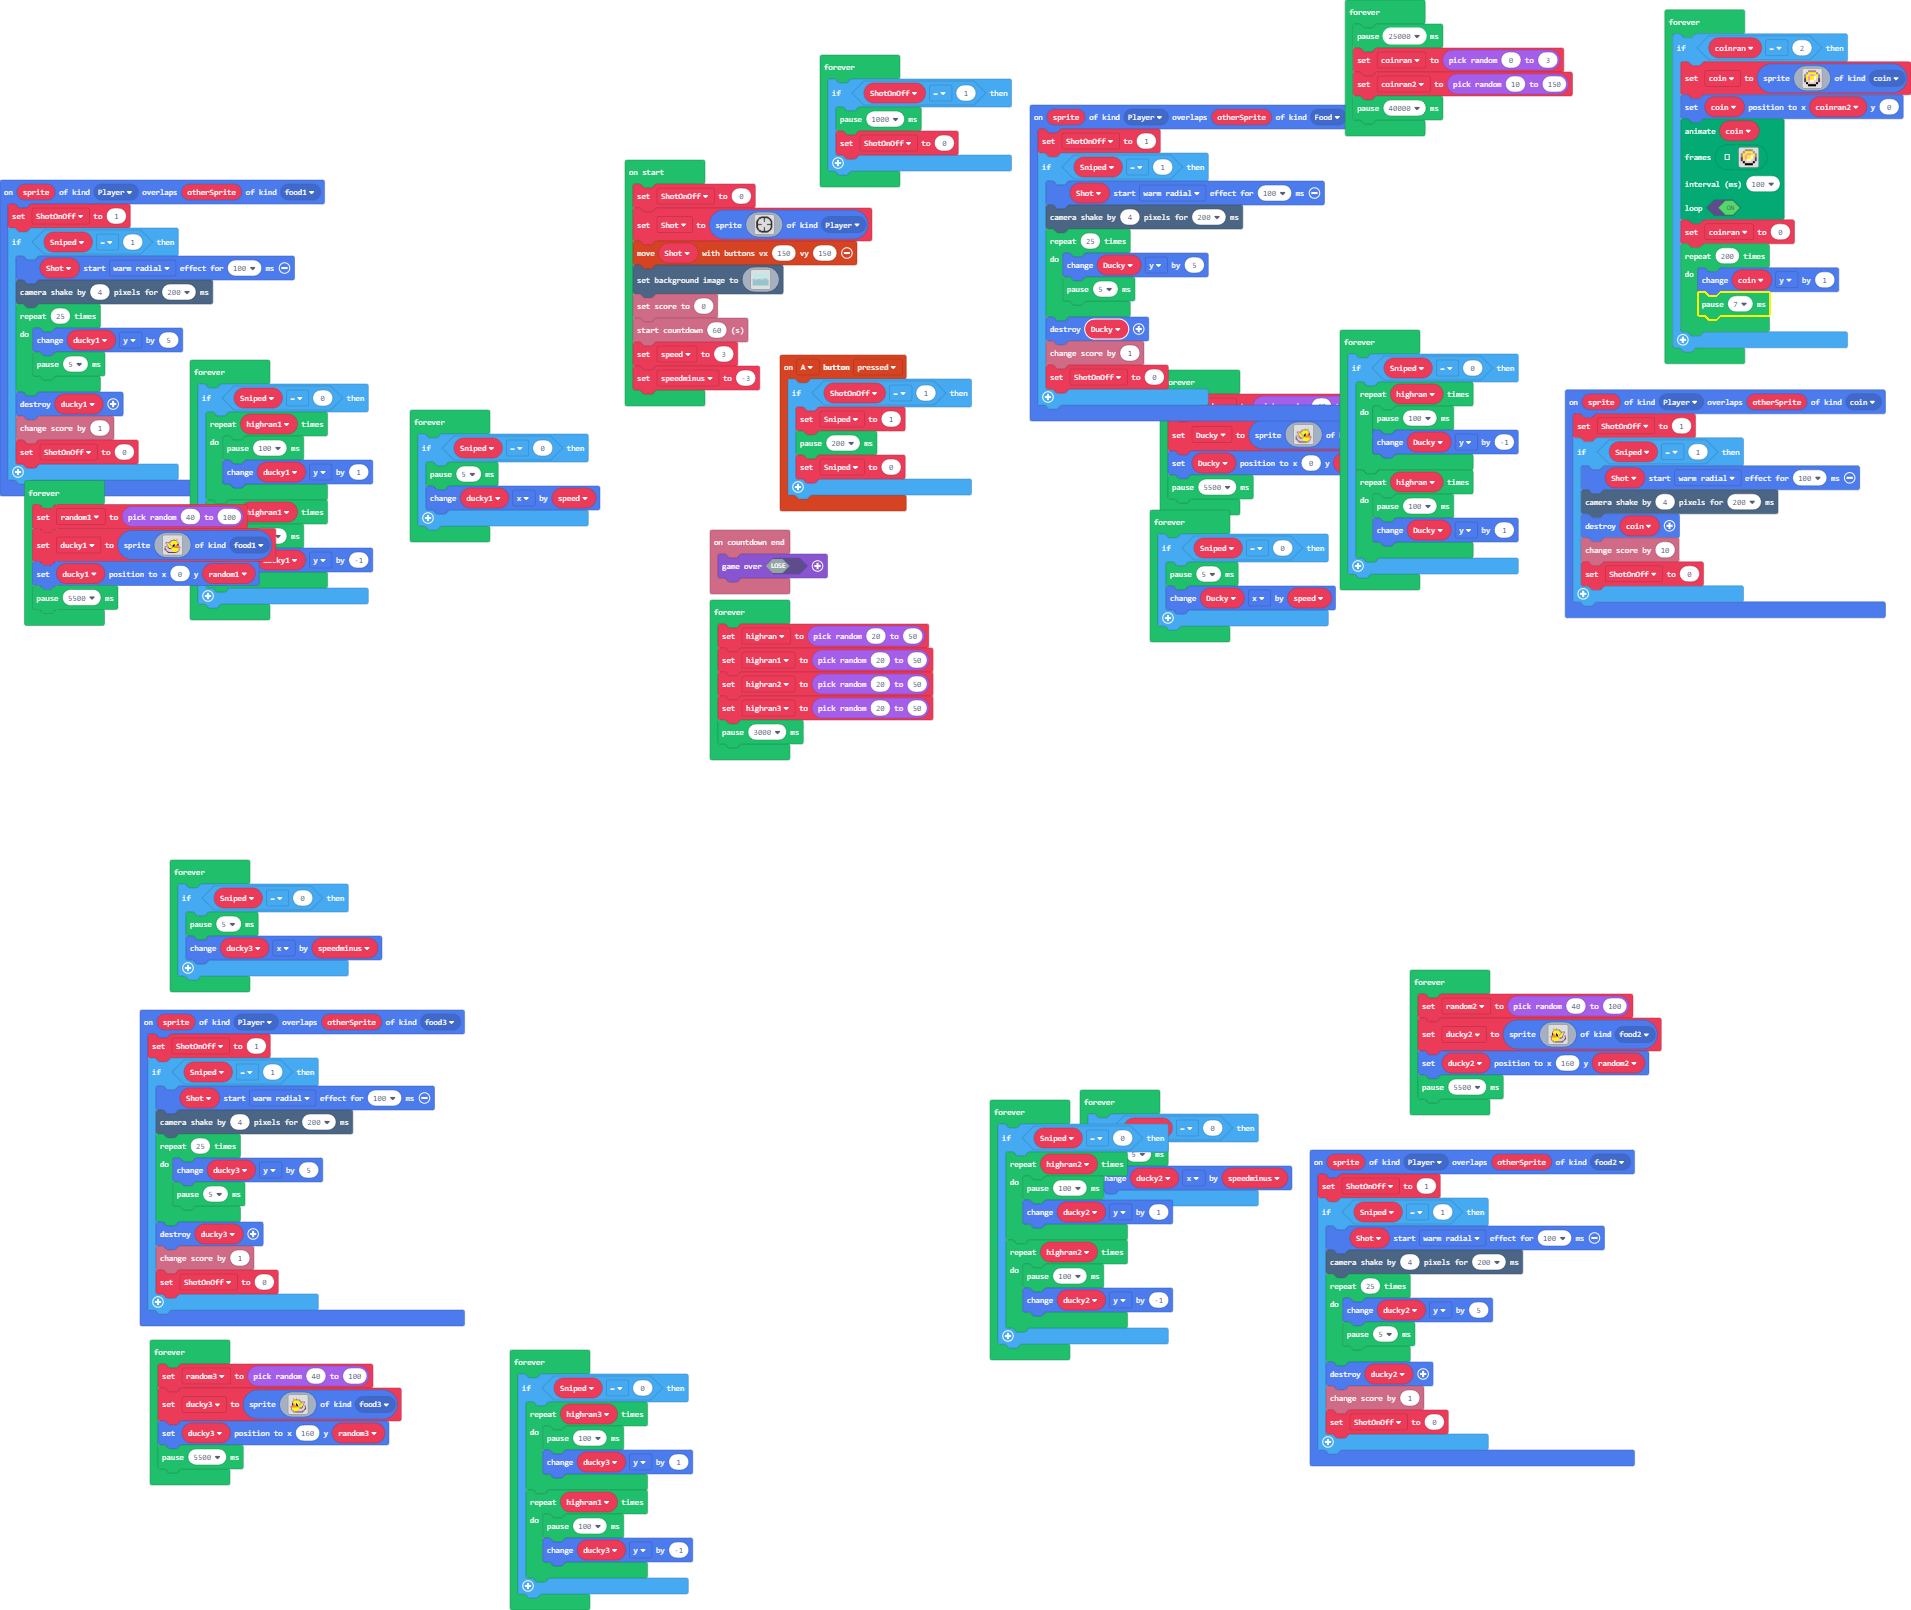 on sprite of kind Player overlaps otherSprite of kind food1
set ShotOnOff to 1
if Sniped = 1 then
Shot start warm radial effect for 100 ms
camera shake by 4 pixels for 200 ms
repeat 25 times
do change ducky1 y by 5
pause 5 ms
destroy ducky1
change score by 1
set ShotOnOff to 0
forever
if Sniped = 0 then
repeat highran1 times
do
pause 100 ms
change ducky1 y by 1
highran1 times
ms
ducky1 y by -1
forever
set random1 to pick random 40 to 100
set ducky1 to sprite of kind food1
set ducky1 position to x 0 y random1
pause 5500 ms
forever
if Sniped = 0 then
pause 5 ms
change ducky1 x by speed
on start
set ShotOnOff to 0
set Shot to sprite of kind Player
move Shot with buttons vx 150 vy 150
set background image to
set score to 0
start countdown 60 (s)
set speed to 3
set speedminus to -3
forever
if ShotOnOff = 1 then
pause 1000 ms
set ShotOnOff to 0
on A button pressed
if ShotOnOff = 1 then
set Sniped to 1
pause 200 ms
set Sniped to 0
on countdown end
game over LOSE
forever
set highran to pick random 20 to 50
set highran1 to pick random 20 to 50
set highran2 to pick random 20 to 50
set highran3 to pick random 20 to 50
pause 3000 ms
on sprite of kind Player overlaps otherSprite of kind Food
set ShotOnOff to 1
if Sniped = 1 then
Shot start warm radial effect for 100 ms
camera shake by 4 pixels for 200 ms
repeat 25 times
do change Ducky y by 5
pause 5 ms
destroy Ducky
change score by 1
set ShotOnOff to 0
forever
set Ducky to sprite of
set Ducky position to x 0 y
pause 5500 ms
forever
if Sniped = 0 then
pause 5 ms
change Ducky x by speed
forever
pause 25000 ms
set coinran to pick random 0 to 3
set coinran2 to pick random 10 to 150
pause 40000 ms
forever
if Sniped = 0 then
repeat highran times
do pause 100 ms
change Ducky y by -1
repeat highran times
do pause 100 ms
change Ducky y by 1
forever
if coinran = 2 then
set coin to sprite of kind coin
set coin position to x coinran2 y 0
animate coin
frames
interval (ms) 100
loop ON
set coinran to 0
repeat 200 times
do change coin y by 1
pause 7 ms
on sprite of kind Player overlaps otherSprite of kind coin
set ShotOnOff to 1
if Sniped = 1 then
Shot start warm radial effect for 100 ms
camera shake by 4 pixels for 200 ms
destroy coin
change score by 10
set ShotOnOff to 0
forever
if Sniped = 0 then
pause 5 ms
change ducky3 x by speedminus
on sprite of kind Player overlaps otherSprite of kind food3
set ShotOnOff to 1
if Sniped = 1 then
Shot start warm radial effect for 100 ms
camera shake by 4 pixels for 200 ms
repeat 25 times
do change ducky3 y by 5
pause 5 ms
destroy ducky3
change score by 1
set ShotOnOff to 0
forever
set random3 to pick random 40 to 100
set ducky3 to sprite of kind food3
set ducky3 position to x 160 y random3
pause 5500 ms
forever
if Sniped = 0 then
repeat highran3 times
do pause 100 ms
change ducky3 y by 1
repeat highran1 times
do pause 100 ms
change ducky3 y by -1
forever
if Sniped = 0 then
repeat highran2 times
do pause 100 ms
change ducky2 y by 1
repeat highran2 times
do pause 100 ms
change ducky2 y by -1
forever
= 0 then
5 ms
change ducky2 x by speedminus
forever
set random2 to pick random 40 to 100
set ducky2 to sprite of kind food2
set ducky2 position to x 160 y random2
pause 5500 ms
on sprite of kind Player overlaps otherSprite of kind food2
set ShotOnOff to 1
if Sniped = 1 then
Shot start warm radial effect for 100 ms
camera shake by 4 pixels for 200 ms
repeat 25 times
do change ducky2 y by 5
pause 5 ms
destroy ducky2
change score by 1
set ShotOnOff to 0